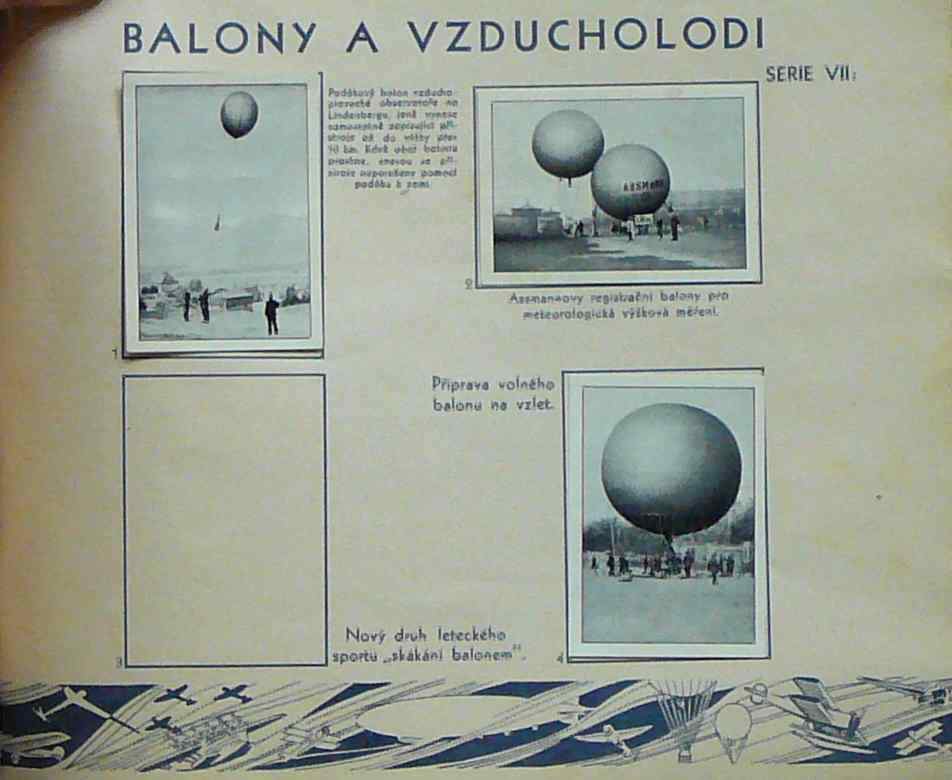 BALONY A VZDUCHOLODI
SERIE VII:
Padákový balon vzducho-
plavecké observatoře na
Lindenbergu, jenž vynese
samočinně zapisující pří-
stroje až do výšky přes
km. Když obal balonu
praskne, snesou se pří-
stroje neporušeny pomocí
padáku k zemi.
1
ASSMANN
2
Assmannovy registrační balony pro
meteorologická výšková měření.
Příprava volného
balonu na vzlet.
Nový druh leteckého
sportu „skákání balonem".
3
4